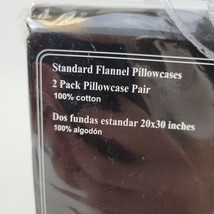 Standard Flannel Pillowcases
2 Pack Pillowcase Pair
100% cotton
Dos fundas estandar 20x30 inches
100% algodón